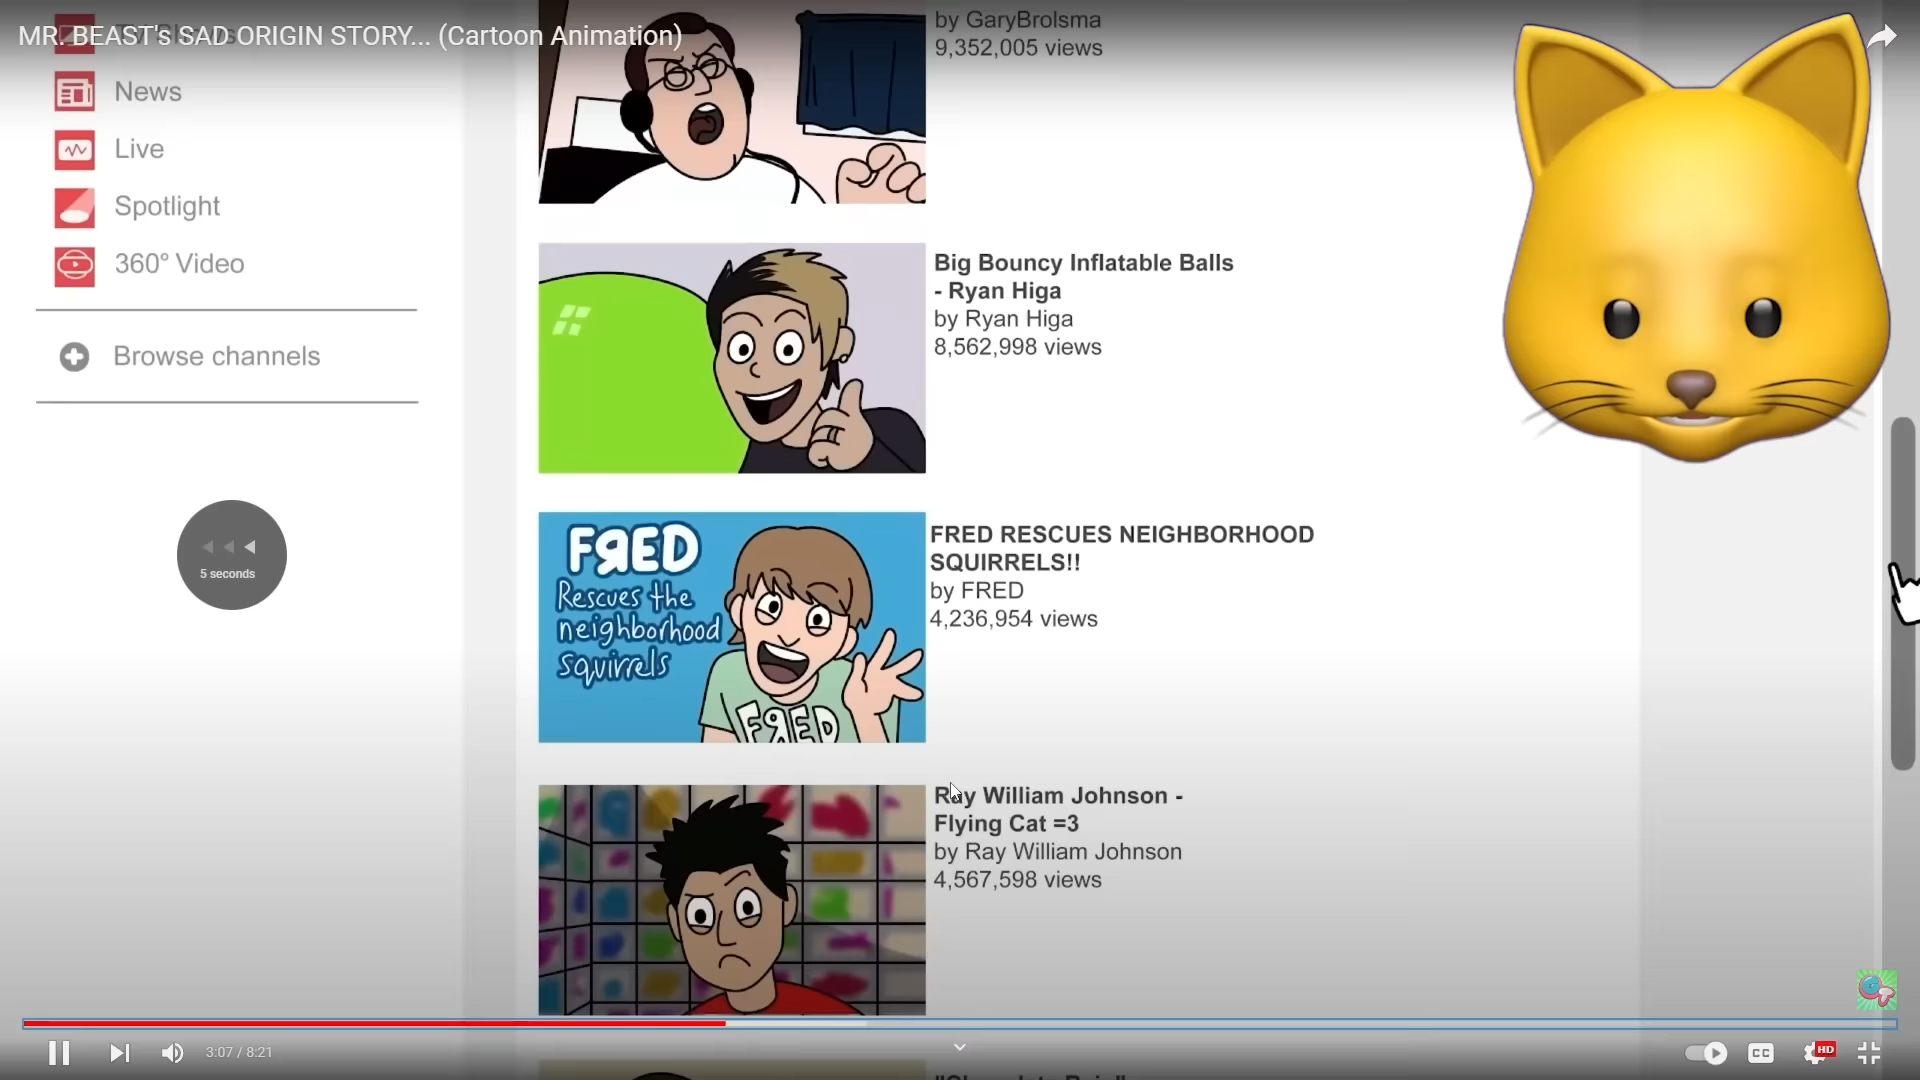 MR. BEAST'S SAD ORIGIN STORY... (Cartoon Animation)
by GaryBrolsma
9,352,005 views
News
Live
Spotlight
360° Video
Browse channels
5 seconds
Big Bouncy Inflatable Balls
- Ryan Higa
by Ryan Higa
8,562,998 views
FRED
Rescues the
neighborhood
squirrels
FRED
FRED RESCUES NEIGHBORHOOD
SQUIRRELS!!
by FRED
4,236,954 views
Ray William Johnson -
Flying Cat =3
by Ray William Johnson
4,567,598 views
3:07 / 8:21
CC
HD